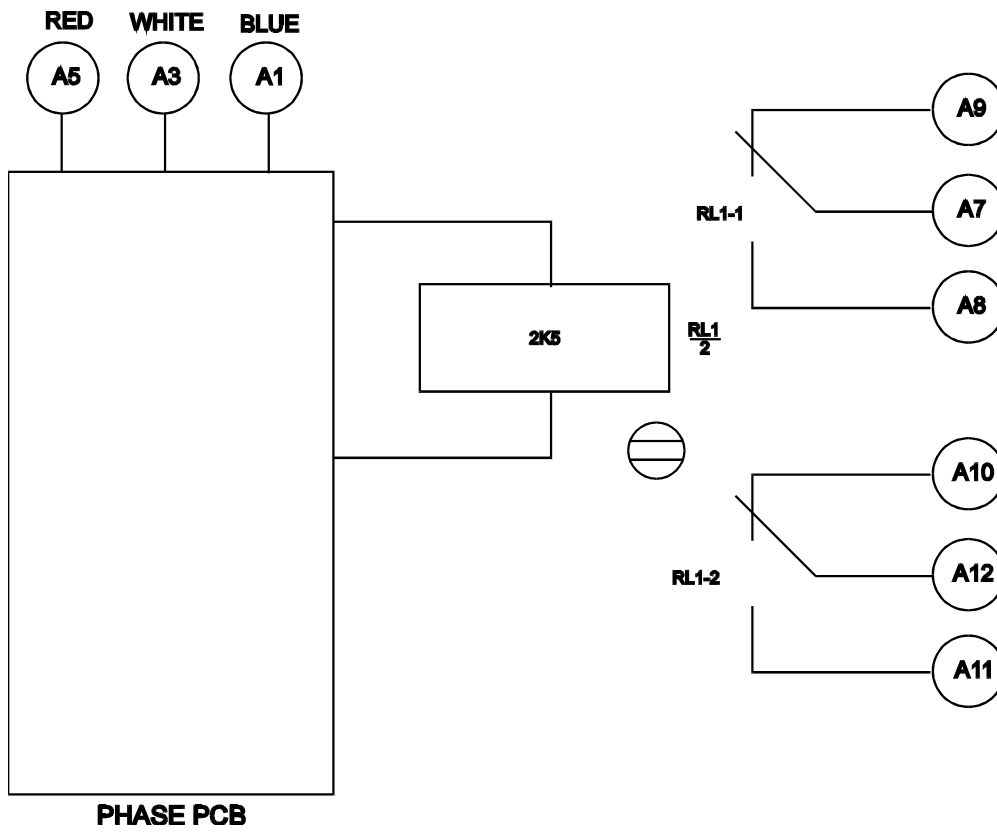 RED WHITE BLUE
A5 A3 A1
A9
RL1-1 A7
A8
2K5 RL1
2
A10
RL1-2 A12
A11
PHASE PCB